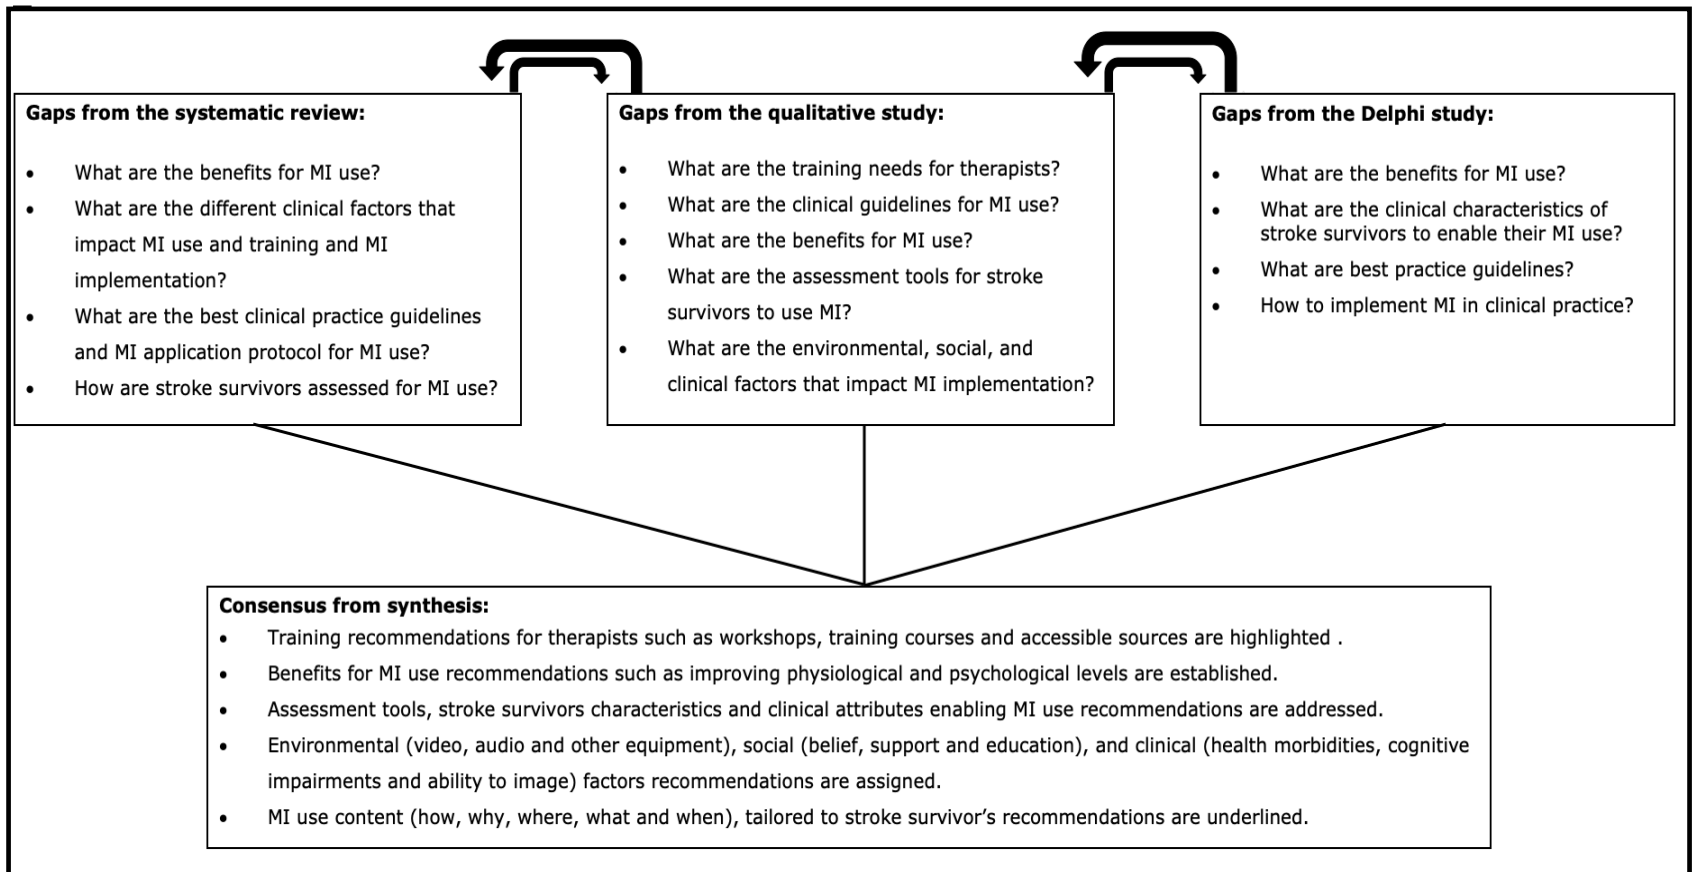 Gaps from the systematic review:
• What are the benefits for MI use?
• What are the different clinical factors that
impact MI use and training and MI
implementation?
• What are the best clinical practice guidelines
and MI application protocol for MI use?
• How are stroke survivors assessed for MI use?
Gaps from the qualitative study:
• What are the training needs for therapists?
• What are the clinical guidelines for MI use?
• What are the benefits for MI use?
• What are the assessment tools for stroke
survivors to use MI?
• What are the environmental, social, and
clinical factors that impact MI implementation?
Gaps from the Delphi study:
• What are the benefits for MI use?
• What are the clinical characteristics of
stroke survivors to enable their MI use?
• What are best practice guidelines?
• How to implement MI in clinical practice?
Consensus from synthesis:
• Training recommendations for therapists such as workshops, training courses and accessible sources are highlighted .
• Benefits for MI use recommendations such as improving physiological and psychological levels are established.
• Assessment tools, stroke survivors characteristics and clinical attributes enabling MI use recommendations are addressed.
• Environmental (video, audio and other equipment), social (belief, support and education), and clinical (health morbidities, cognitive
impairments and ability to image) factors recommendations are assigned.
• MI use content (how, why, where, what and when), tailored to stroke survivor’s recommendations are underlined.